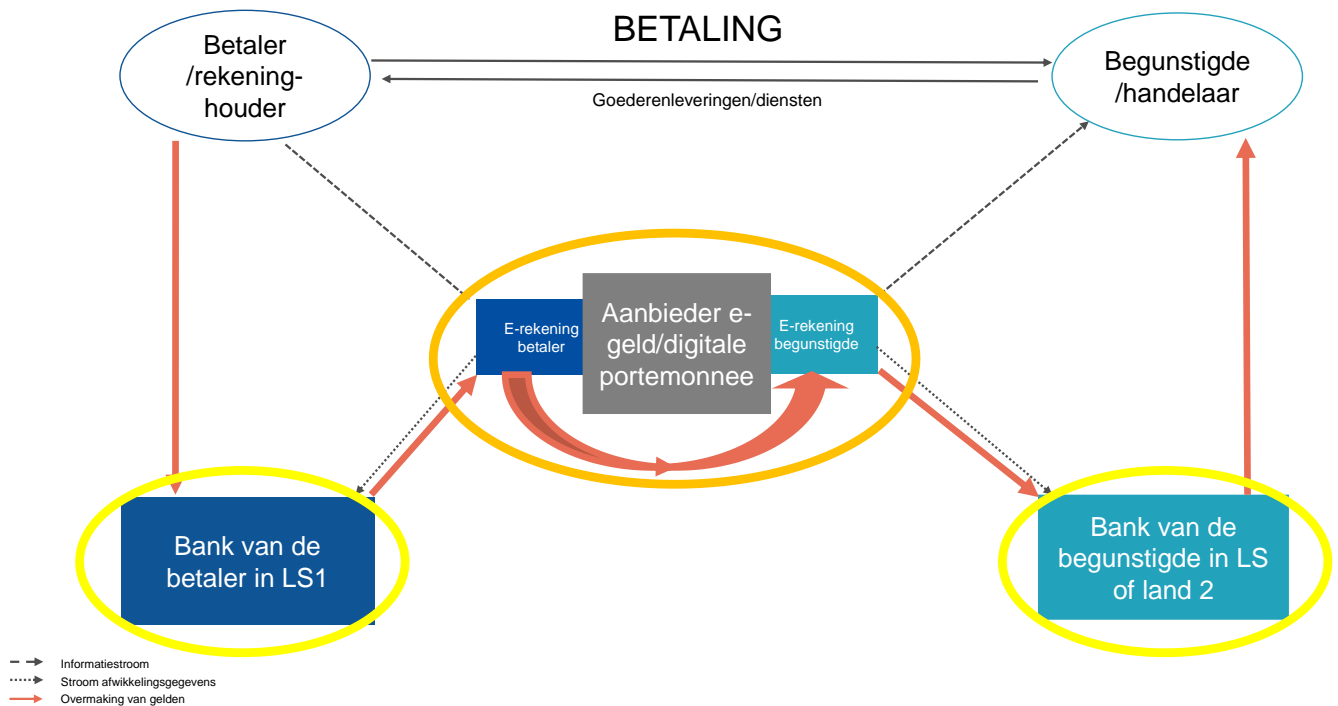 BETALING
Betaler
/rekening-
houder
Begunstigde
/handelaar
Goederenleveringen/diensten
E-rekening
betaler
Aanbieder e-
geld/digitale
portemonnee
E-rekening
begunstigde
Bank van de
betaler in LS1
Bank van de
begunstigde in LS
of land 2
Informatiestroom
Stroom afwikkelingsgegevens
Overmaking van gelden